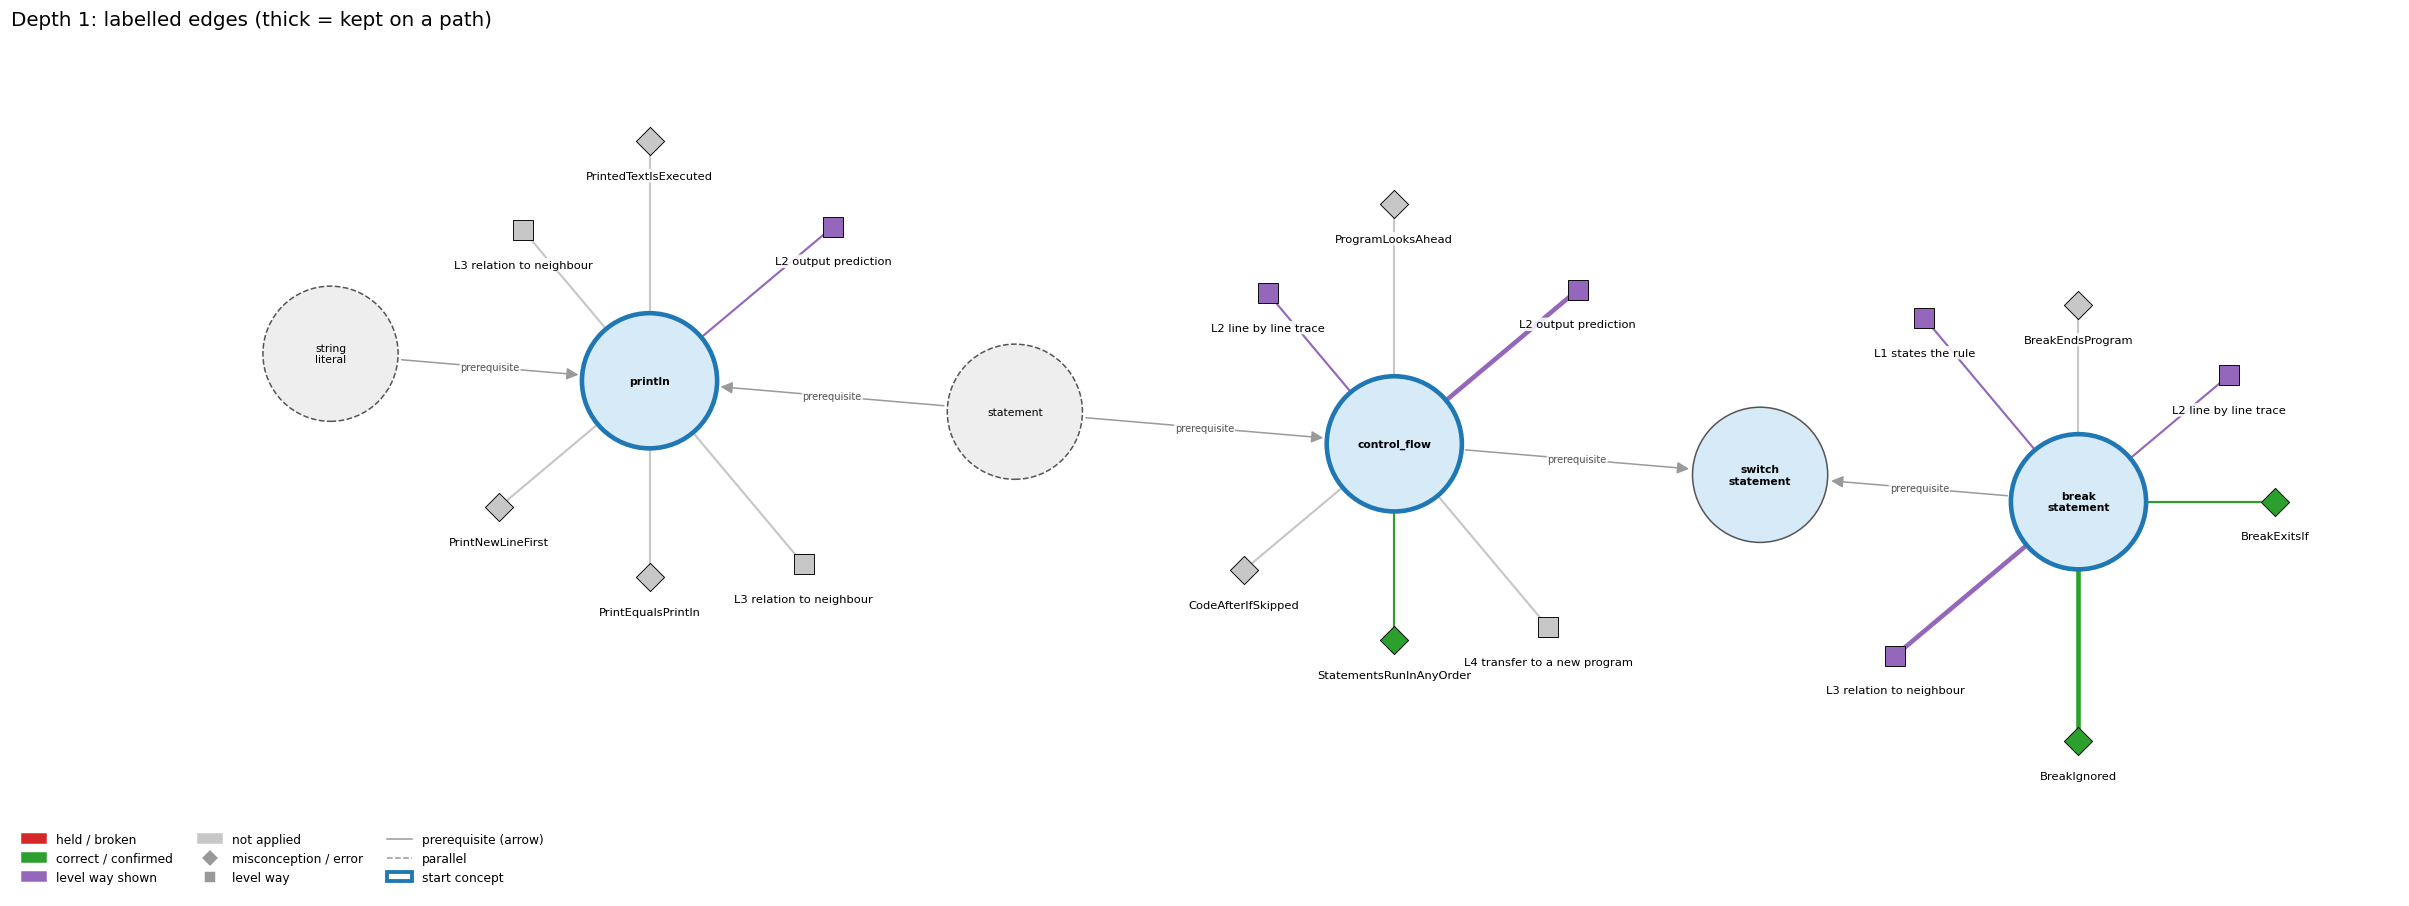 Depth 1: labelled edges (thick = kept on a path)
PrintedTextIsExecuted
ProgramLooksAhead
L3 relation to neighbour
L2 output prediction
L2 line by line trace
L2 output prediction
L1 states the rule
BreakEndsProgram
L2 line by line trace
string
literal
prerequisite
println
prerequisite
statement
prerequisite
control_flow
prerequisite
switch
statement
prerequisite
break
statement
BreakExitsIf
PrintNewLineFirst
PrintEqualsPrintln
L3 relation to neighbour
CodeAfterIfSkipped
StatementsRunInAnyOrder
L4 transfer to a new program
L3 relation to neighbour
BreakIgnored
held / broken
correct / confirmed
level way shown
not applied
misconception / error
level way
prerequisite (arrow)
parallel
start concept